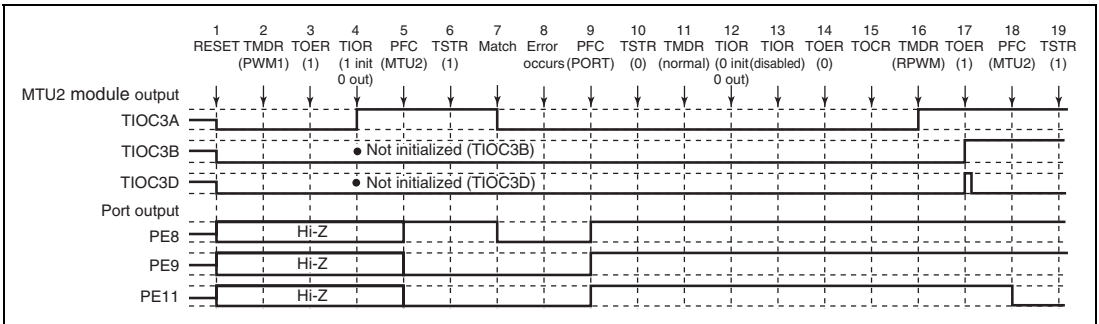 1 2 3 4 5 6 7 8 9 10 11 12 13 14 15 16 17 18 19
RESET TMDR TOER TIOR PFC TSTR Match Error PFC TSTR TMDR TIOR TIOR TOER TOCR TMDR TOER PFC TSTR
(PWM1) (1) (1 init (MTU2) (1) occurs (PORT) (0) (normal) (0 init (disabled) (0) (RPWM) (1) (MTU2) (1)
0 out) 0 out)
MTU2 module output
TIOC3A
TIOC3B • Not initialized (TIOC3B)
TIOC3D • Not initialized (TIOC3D)
Port output
PE8 Hi-Z
PE9 Hi-Z
PE11 Hi-Z